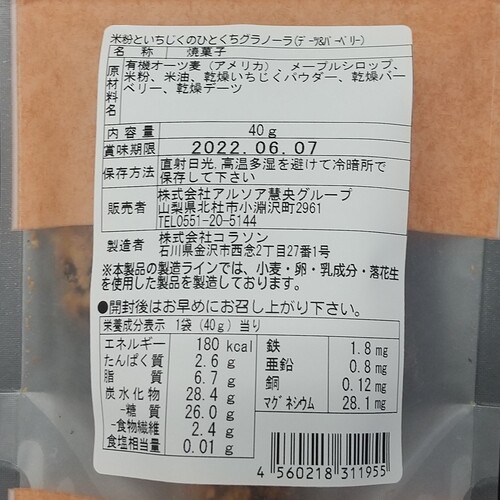 米粉といちじくのひとくちグラノーラ(ﾃﾞｰﾂ&ﾊﾞｰﾍﾞﾘｰ)
名称 焼菓子
原材料名 有機オーツ麦（アメリカ）、メープルシロップ、
米粉、米油、乾燥いちじくパウダー、乾燥バー
ベリー、乾燥デーツ
内容量 40g
賞味期限 2022.06.07
保存方法 直射日光,高温多湿を避けて冷暗所で
保存して下さい
販売者 株式会社アルソア慧央グループ
山梨県北杜市小淵沢町2961
TEL0551-20-5144
製造者 株式会社コラソン
石川県金沢市西念2丁目27番1号
※本製品の製造ラインでは、小麦・卵・乳成分・落花生
を使用した製品を製造しております。
●開封後はお早めにお召し上がり下さい。
栄養成分表示 1袋（40g）当り
エネルギー 180 kcal
たんぱく質 2.6 g
脂質 6.7 g
炭水化物 28.4 g
-糖質 26.0 g
-食物繊維 2.4 g
食塩相当量 0.01 g
鉄 1.8 mg
亜鉛 0.8 mg
銅 0.12 mg
ﾏｸﾞﾈｼｳﾑ 28.1 mg
4 560218 311955